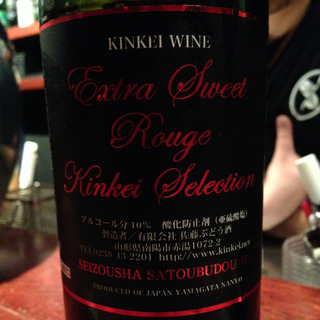 KINKEI WINE
Extra Sweet
Rouge
Kinkei Selection
アルコール分10%　酸化防止剤（亜硫酸塩）
製造者／有限会社 佐藤ぶどう酒
山形県南陽市赤湯1072-2
TEL0238-43-2201 http://www.kinkei.net
SEIZOUSHA SATOUBUDOU
PRODUCED OF JAPAN YAMAGATA NANYO